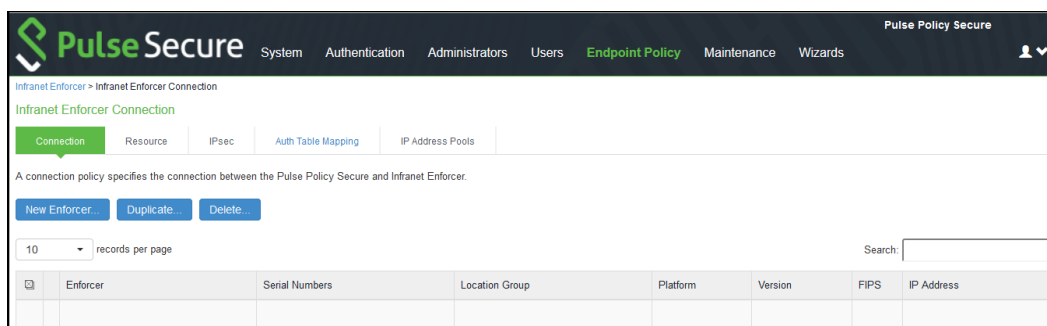 Pulse Policy Secure
Pulse Secure System Authentication Administrators Users Endpoint Policy Maintenance Wizards
Infranet Enforcer > Infranet Enforcer Connection
Infranet Enforcer Connection
Connection Resource IPsec Auth Table Mapping IP Address Pools
A connection policy specifies the connection between the Pulse Policy Secure and Infranet Enforcer.
New Enforcer... Duplicate... Delete...
10 records per page Search:
Enforcer Serial Numbers Location Group Platform Version FIPS IP Address